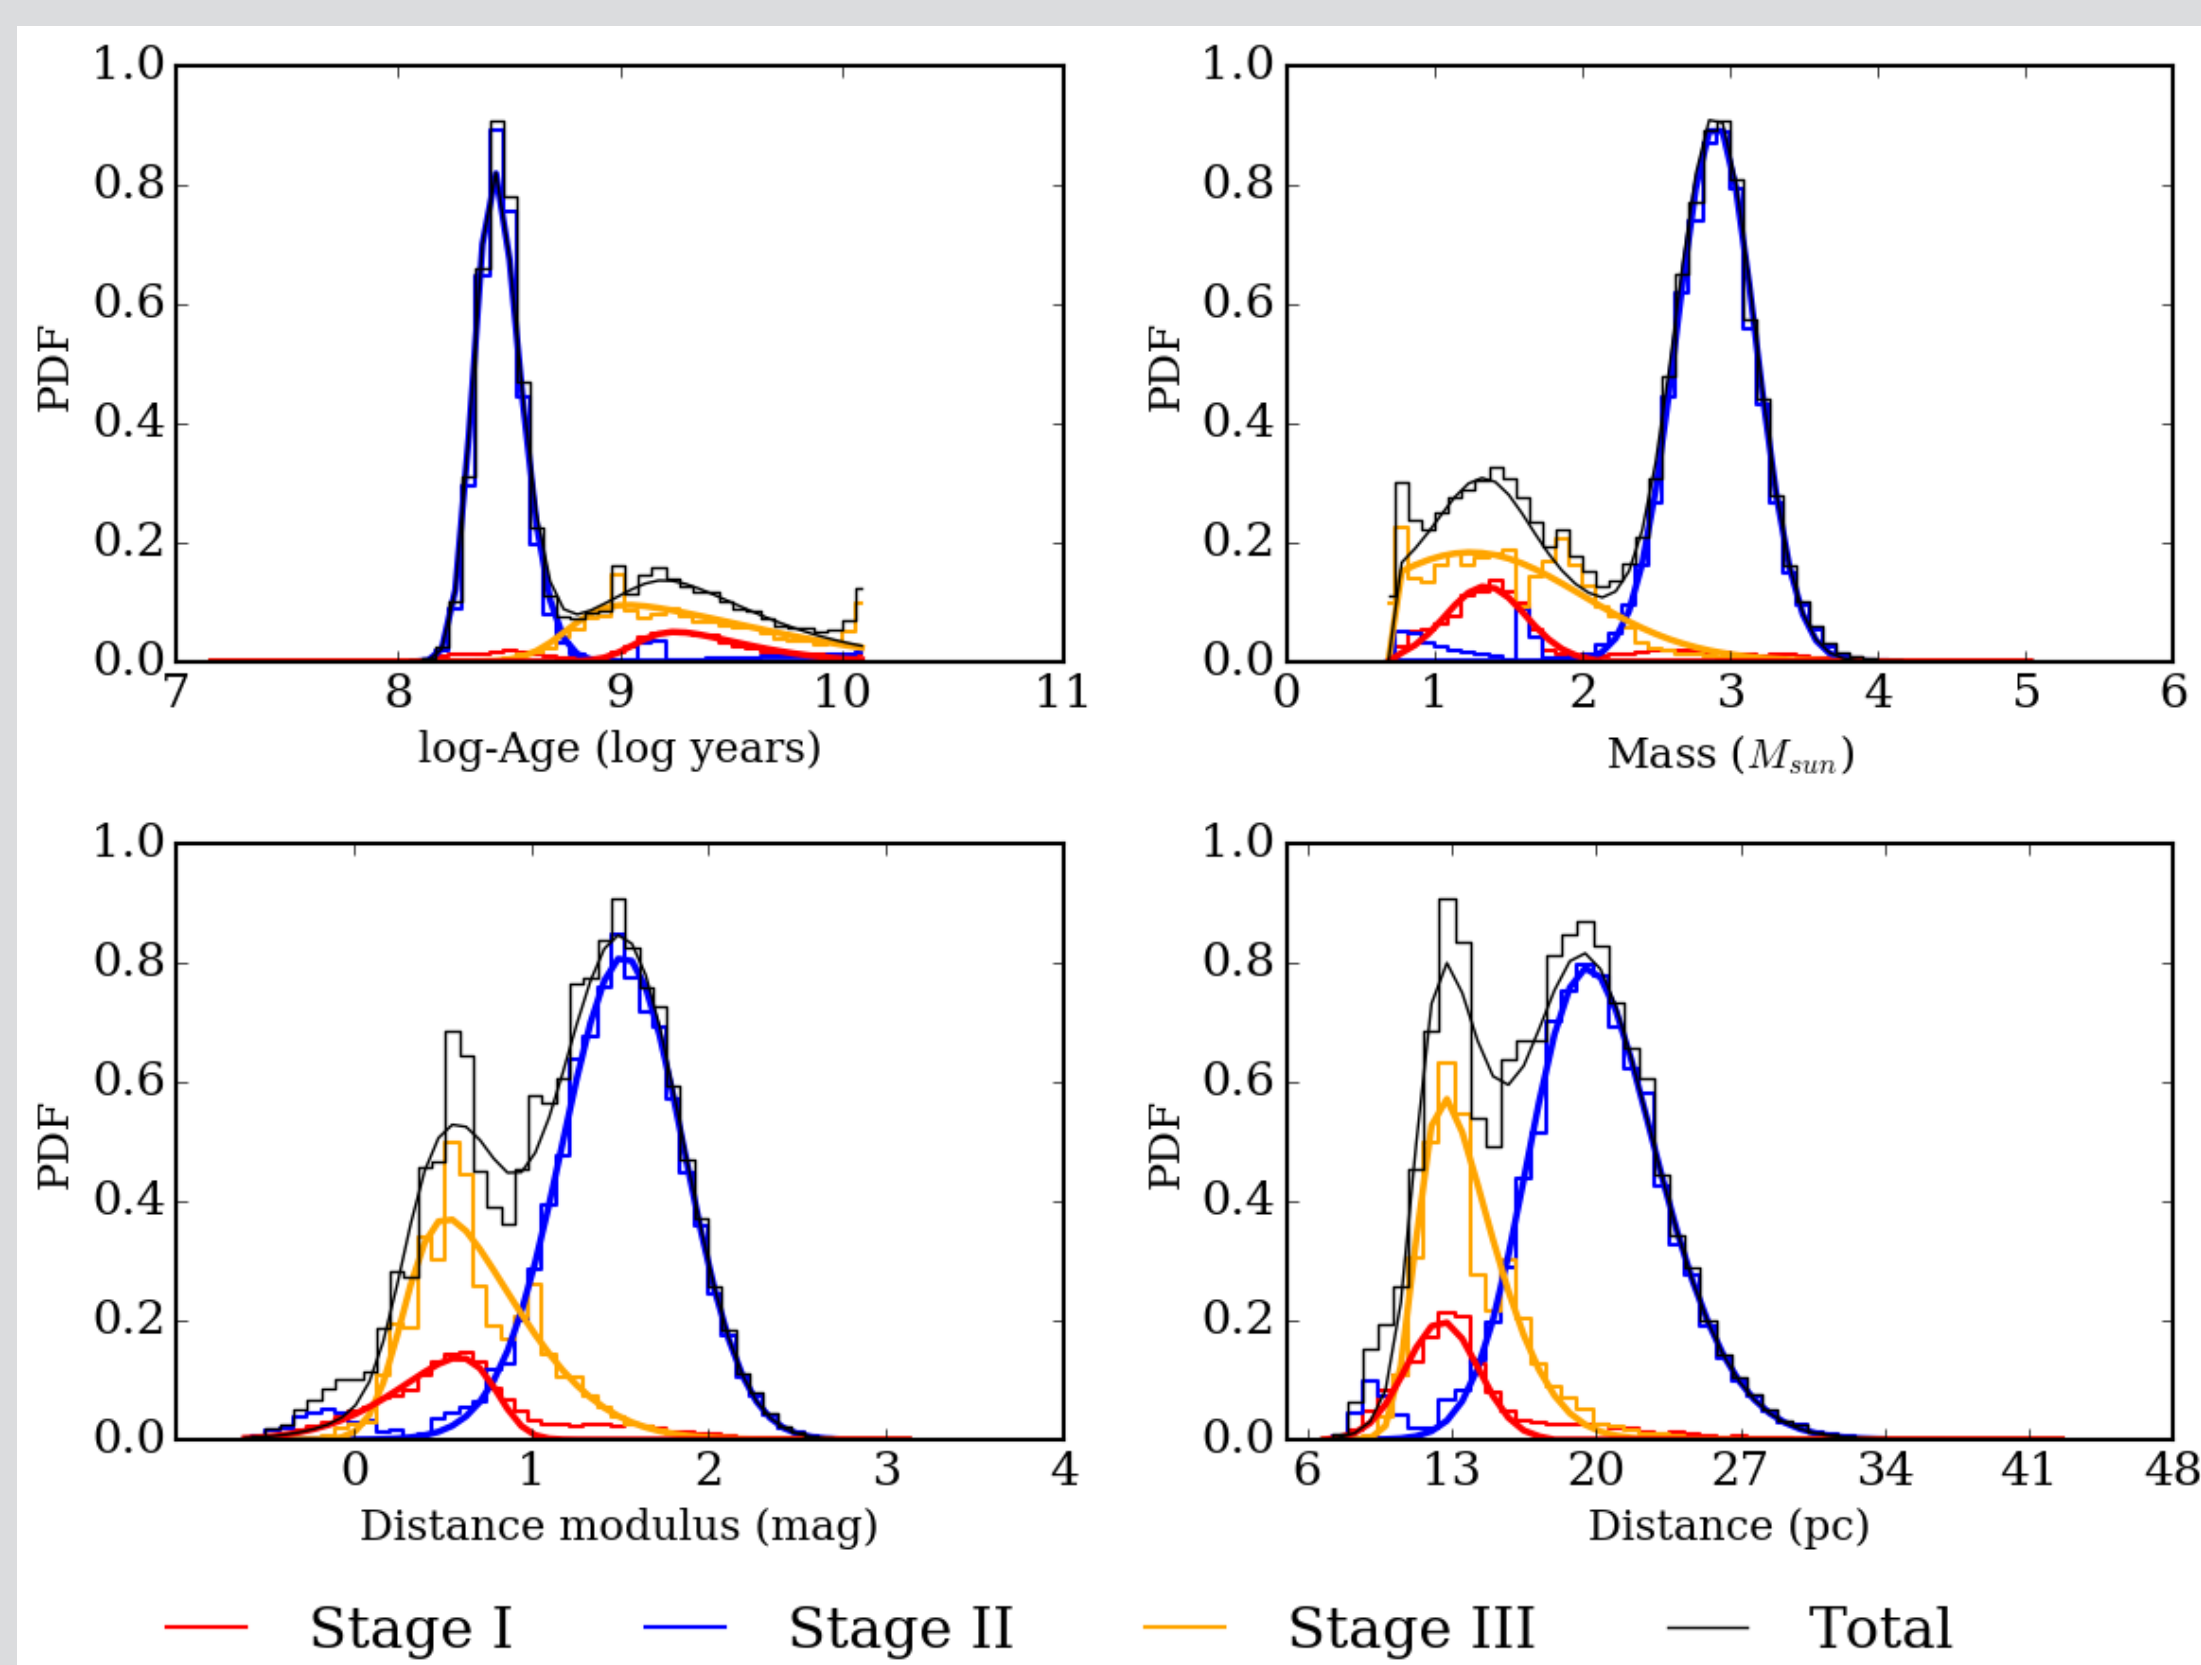 1.0
0.8
0.6
0.4
0.2
0.0
PDF
7 8 9 10 11
log-Age (log years)
1.0
0.8
0.6
0.4
0.2
0.0
PDF
0 1 2 3 4 5 6
Mass (M_sun)
1.0
0.8
0.6
0.4
0.2
0.0
PDF
0 1 2 3 4
Distance modulus (mag)
1.0
0.8
0.6
0.4
0.2
0.0
PDF
6 13 20 27 34 41 48
Distance (pc)
Stage I Stage II Stage III Total